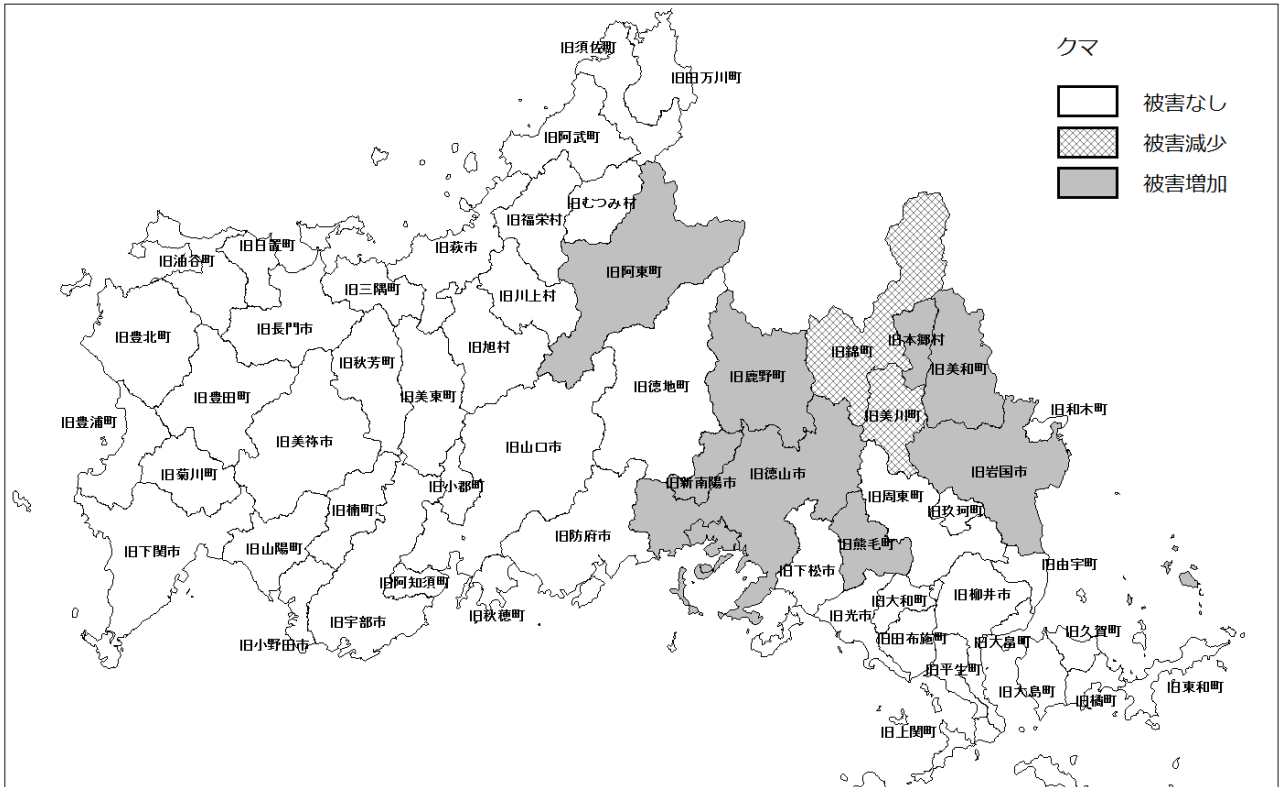 クマ
被害なし
被害減少
被害増加
旧須佐町
旧田万川町
旧阿武町
旧むつみ村
旧福栄村
旧萩市
旧日置町
旧油谷町
旧三隅町
旧川上村
旧阿東町
旧豊北町
旧長門市
旧秋芳町
旧旭村
旧美東町
旧徳地町
旧鹿野町
旧錦町
旧本郷村
旧美和町
旧豊田町
旧豊浦町
旧美祢市
旧山口市
旧美川町
旧和木町
旧菊川町
旧小郡町
旧新南陽市
旧徳山市
旧岩国市
旧楠町
旧周東町
旧玖珂町
旧下関市
旧山陽町
旧防府市
旧熊毛町
旧阿知須町
旧下松市
旧由宇町
旧秋穂町
旧大和町
旧柳井市
旧宇部市
旧光市
旧小野田市
旧田布施町
旧大畠町
旧久賀町
旧平生町
旧大島町
旧橘町
旧東和町
旧上関町